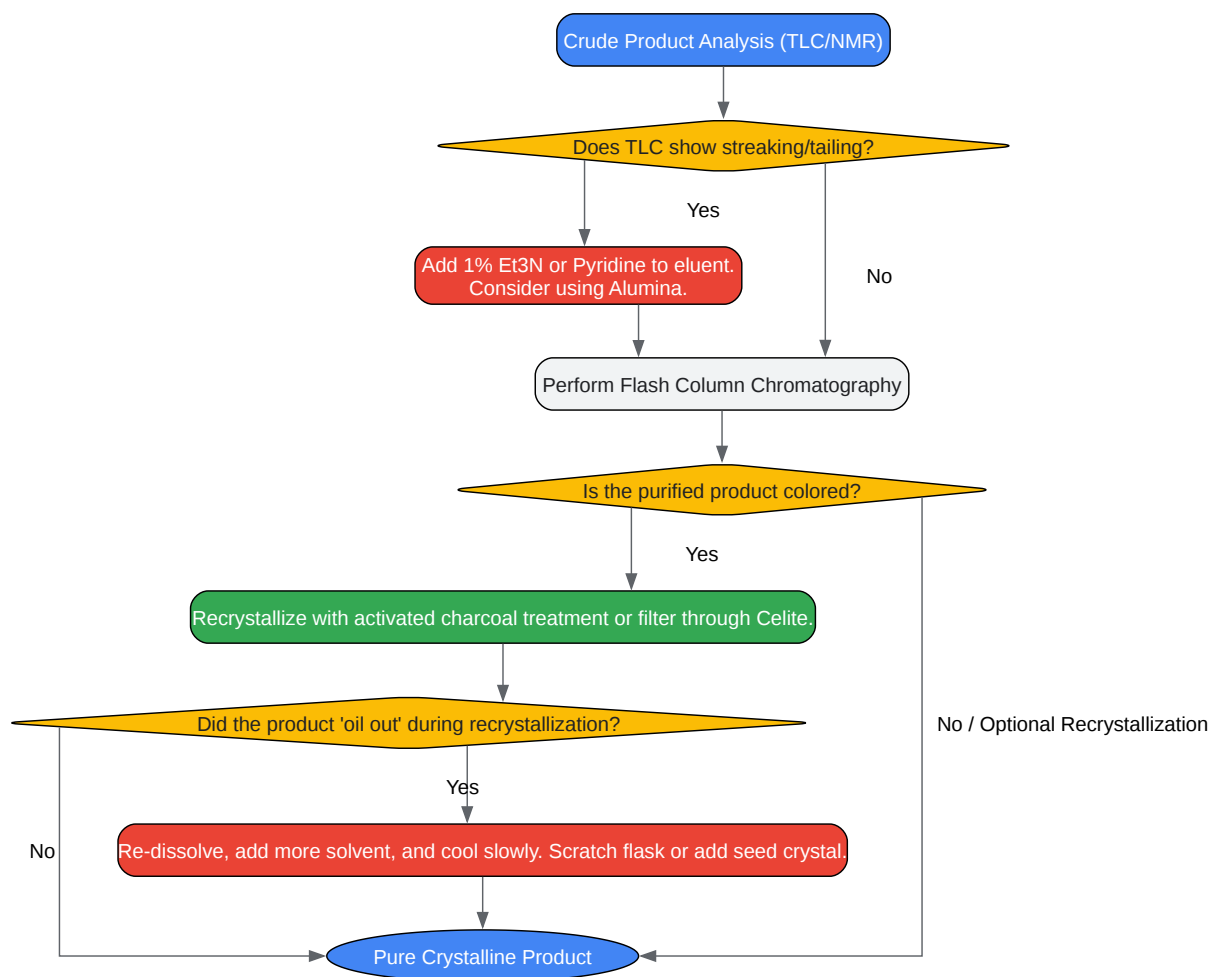 Crude Product Analysis (TLC/NMR)
Does TLC show streaking/tailing?
Yes
Add 1% Et3N or Pyridine to eluent.
Consider using Alumina.
No
Perform Flash Column Chromatography
Is the purified product colored?
Yes
Recrystallize with activated charcoal treatment or filter through Celite.
Did the product 'oil out' during recrystallization?
No / Optional Recrystallization
Yes
No
Re-dissolve, add more solvent, and cool slowly. Scratch flask or add seed crystal.
Pure Crystalline Product